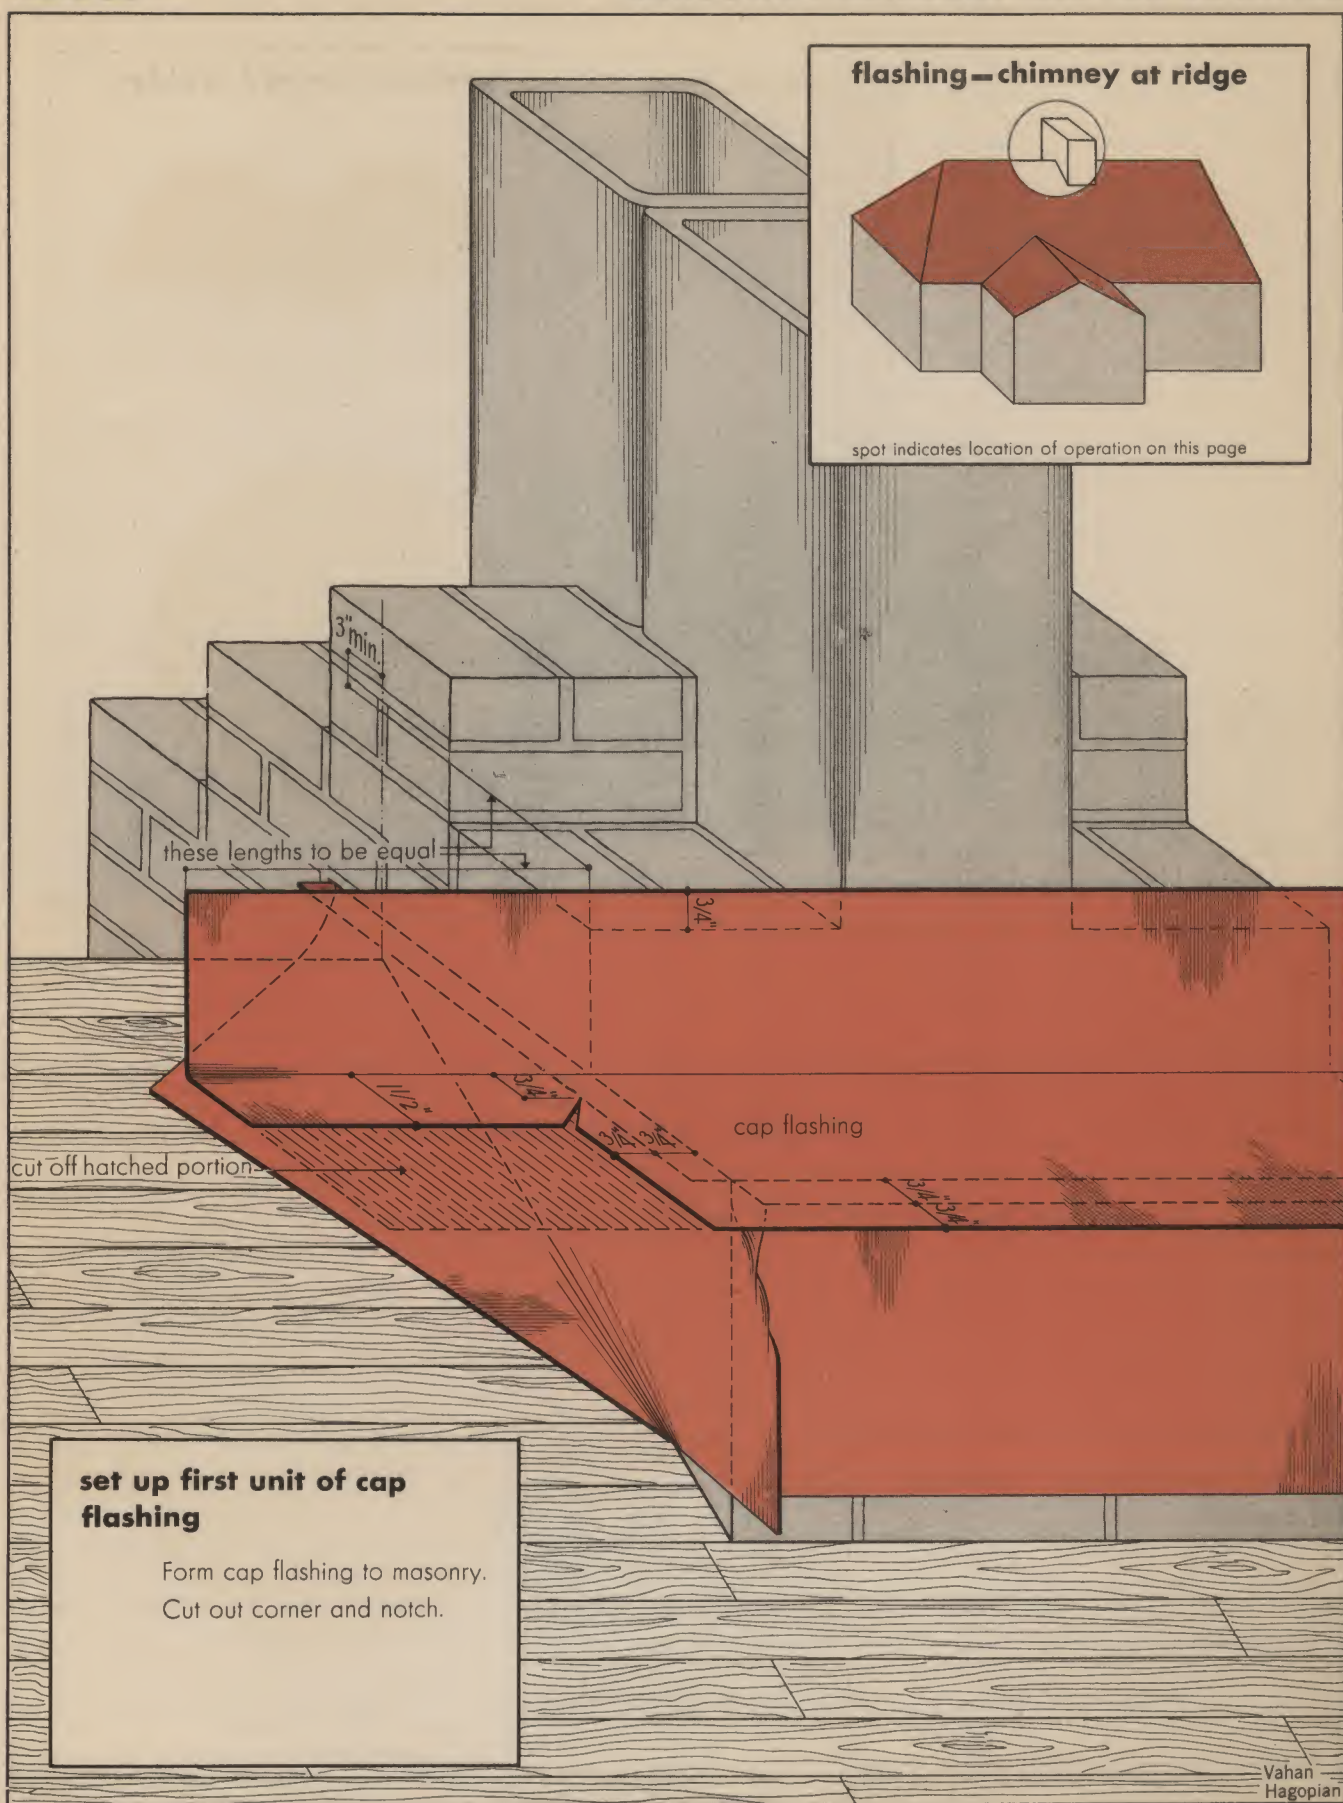 flashing—chimney at ridge
spot indicates location of operation on this page
3"min.
these lengths to be equal
3/4"
1 1/2"
3/4"
3/4" 3/4"
cap flashing
cut off hatched portion
3/4" 3/4"
set up first unit of cap
flashing
Form cap flashing to masonry.
Cut out corner and notch.
Vahan
Hagopian